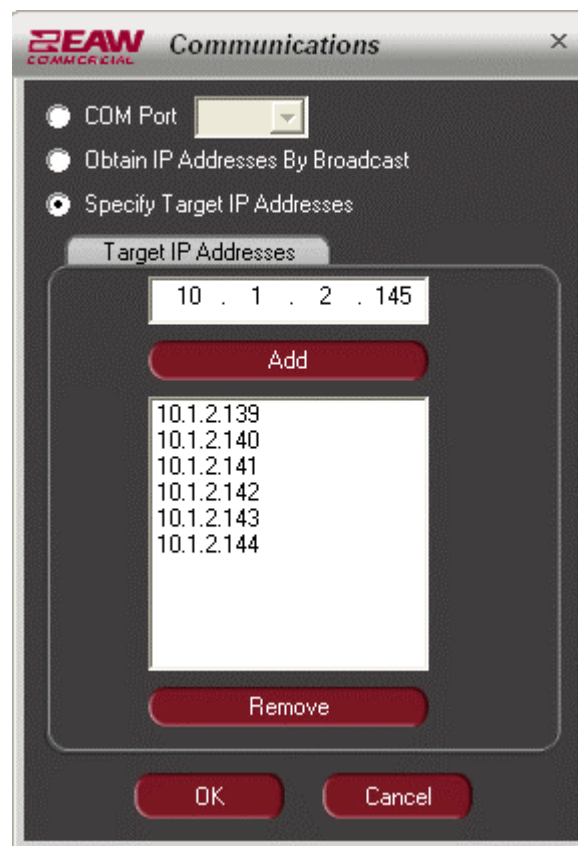 EAW
COMMERCIAL
Communications
COM Port
Obtain IP Addresses By Broadcast
Specify Target IP Addresses
Target IP Addresses
10 . 1 . 2 . 145
Add
10.1.2.139
10.1.2.140
10.1.2.141
10.1.2.142
10.1.2.143
10.1.2.144
Remove
OK Cancel